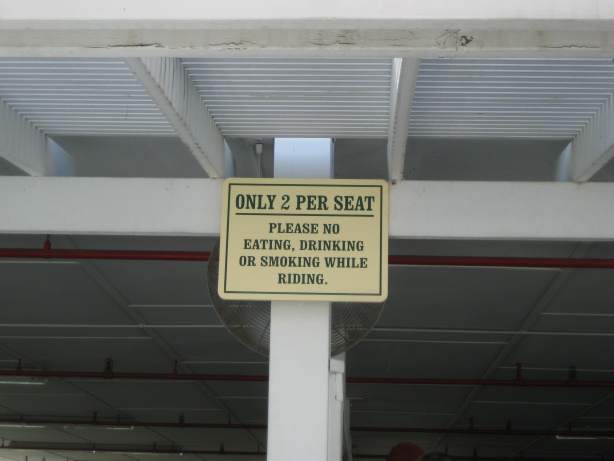 ONLY 2 PER SEAT
PLEASE NO
EATING, DRINKING
OR SMOKING WHILE
RIDING.